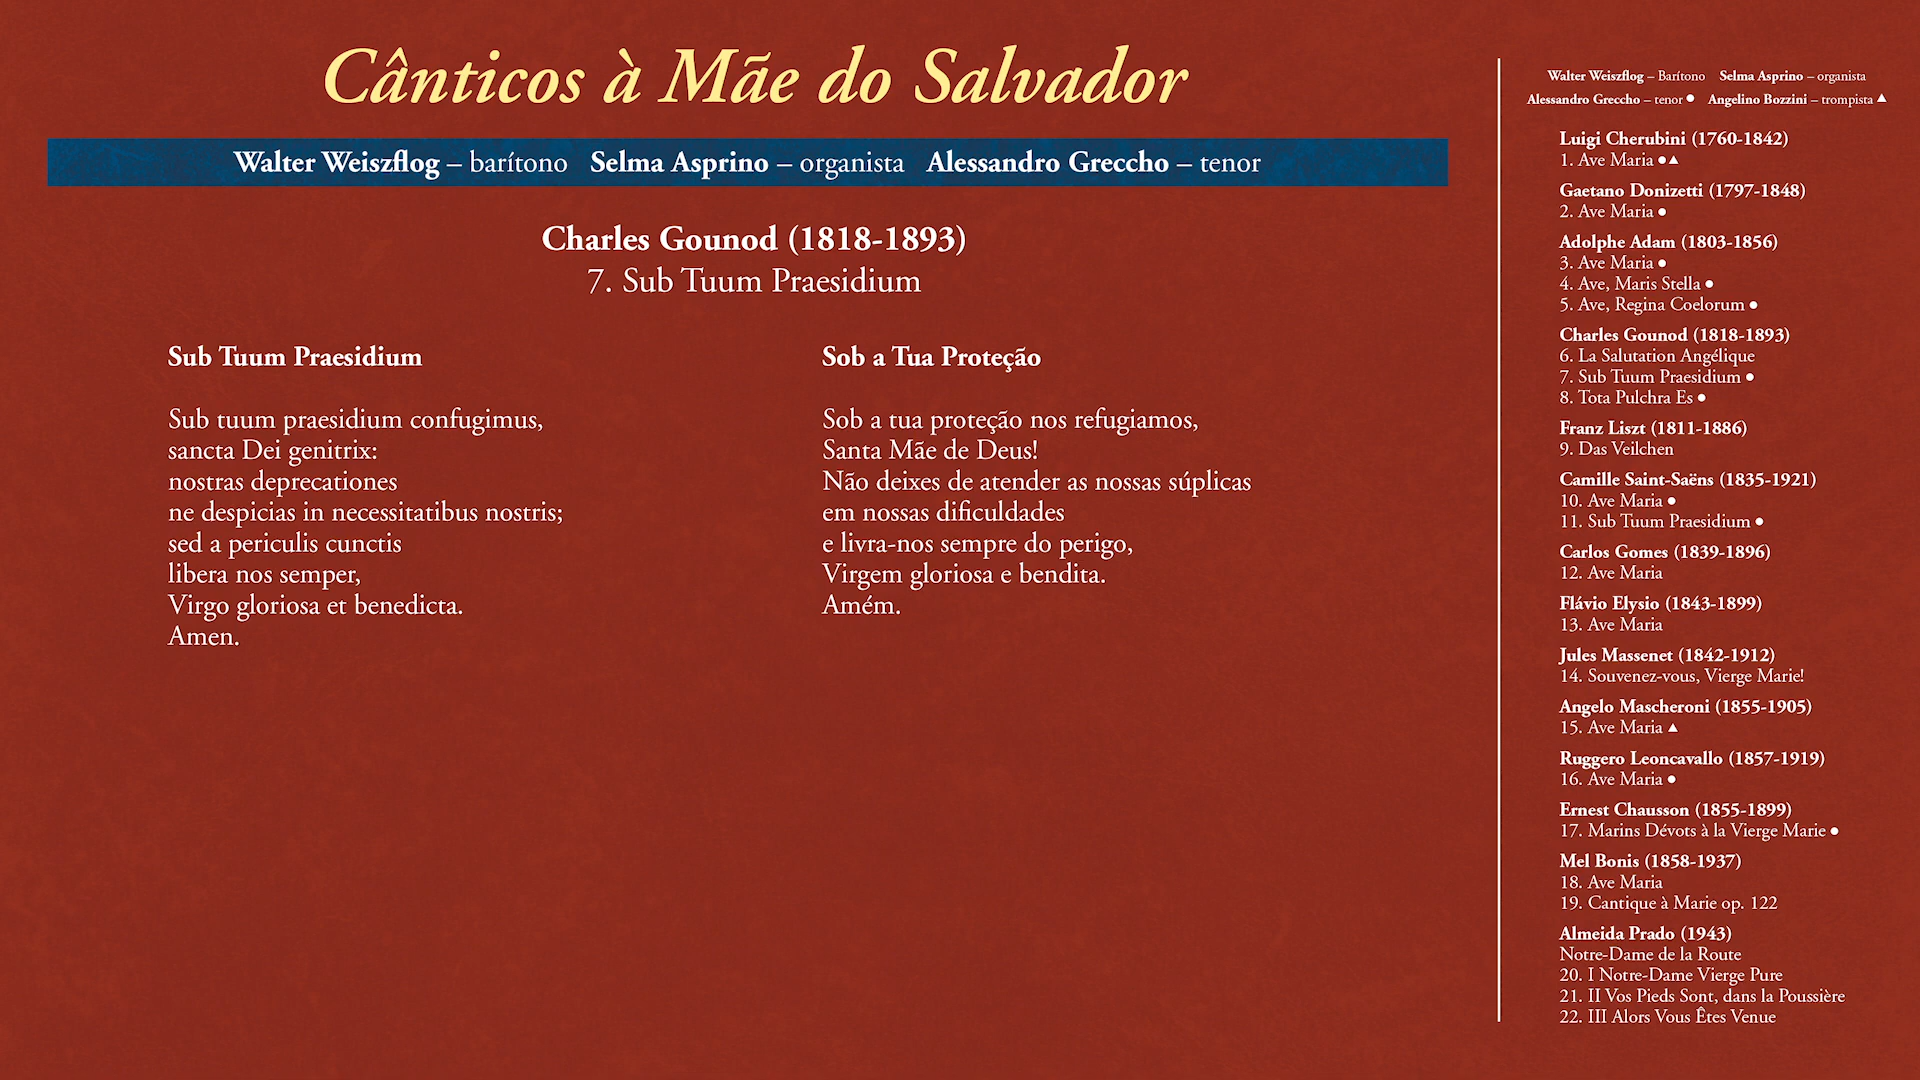 Cânticos à Mãe do Salvador
Walter Weiszflog – barítono Selma Asprino – organista Alessandro Greccho – tenor
Charles Gounod (1818-1893)
7. Sub Tuum Praesidium
Sub Tuum Praesidium
Sub tuum praesidium confugimus,
sancta Dei genitrix:
nostras deprecationes
ne despicias in necessitatibus nostris;
sed a periculis cunctis
libera nos semper,
Virgo gloriosa et benedicta.
Amen.
Sob a Tua Proteção
Sob a tua proteção nos refugiamos,
Santa Mãe de Deus!
Não deixes de atender as nossas súplicas
em nossas dificuldades
e livra-nos sempre do perigo,
Virgem gloriosa e bendita.
Amém.
Walter Weiszflog – Barítono Selma Asprino – organista
Alessandro Greccho – tenor ● Angelino Bozzini – trompista ▲
Luigi Cherubini (1760-1842)
1. Ave Maria ●▲
Gaetano Donizetti (1797-1848)
2. Ave Maria ●
Adolphe Adam (1803-1856)
3. Ave Maria ●
4. Ave, Maris Stella ●
5. Ave, Regina Coelorum ●
Charles Gounod (1818-1893)
6. La Salutation Angélique
7. Sub Tuum Praesidium ●
8. Tota Pulchra Es ●
Franz Liszt (1811-1886)
9. Das Veilchen
Camille Saint-Saëns (1835-1921)
10. Ave Maria ●
11. Sub Tuum Praesidium ●
Carlos Gomes (1839-1896)
12. Ave Maria
Flávio Elysio (1843-1899)
13. Ave Maria
Jules Massenet (1842-1912)
14. Souvenez-vous, Vierge Marie!
Angelo Mascheroni (1855-1905)
15. Ave Maria ▲
Ruggero Leoncavallo (1857-1919)
16. Ave Maria ●
Ernest Chausson (1855-1899)
17. Marins Dévots à la Vierge Marie ●
Mel Bonis (1858-1937)
18. Ave Maria
19. Cantique à Marie op. 122
Almeida Prado (1943)
Notre-Dame de la Route
20. I Notre-Dame Vierge Pure
21. II Vos Pieds Sont, dans la Poussière
22. III Alors Vous Êtes Venue